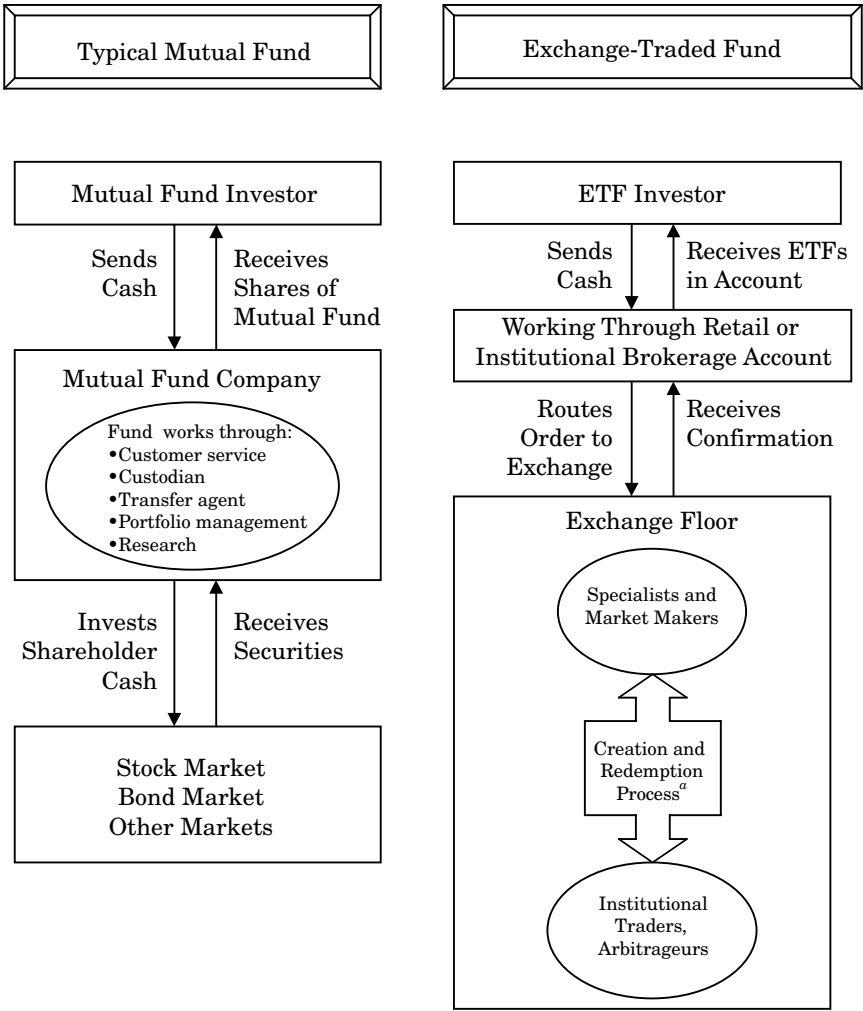 Typical Mutual Fund
Mutual Fund Investor
Sends
Cash
Receives
Shares of
Mutual Fund
Mutual Fund Company
Fund works through:
•Customer service
•Custodian
•Transfer agent
•Portfolio management
•Research
Invests
Shareholder
Cash
Receives
Securities
Stock Market
Bond Market
Other Markets
Exchange-Traded Fund
ETF Investor
Sends
Cash
Receives ETFs
in Account
Working Through Retail or
Institutional Brokerage Account
Routes
Order to
Exchange
Receives
Confirmation
Exchange Floor
Specialists and
Market Makers
Creation and
Redemption
Process^a
Institutional
Traders,
Arbitrageurs